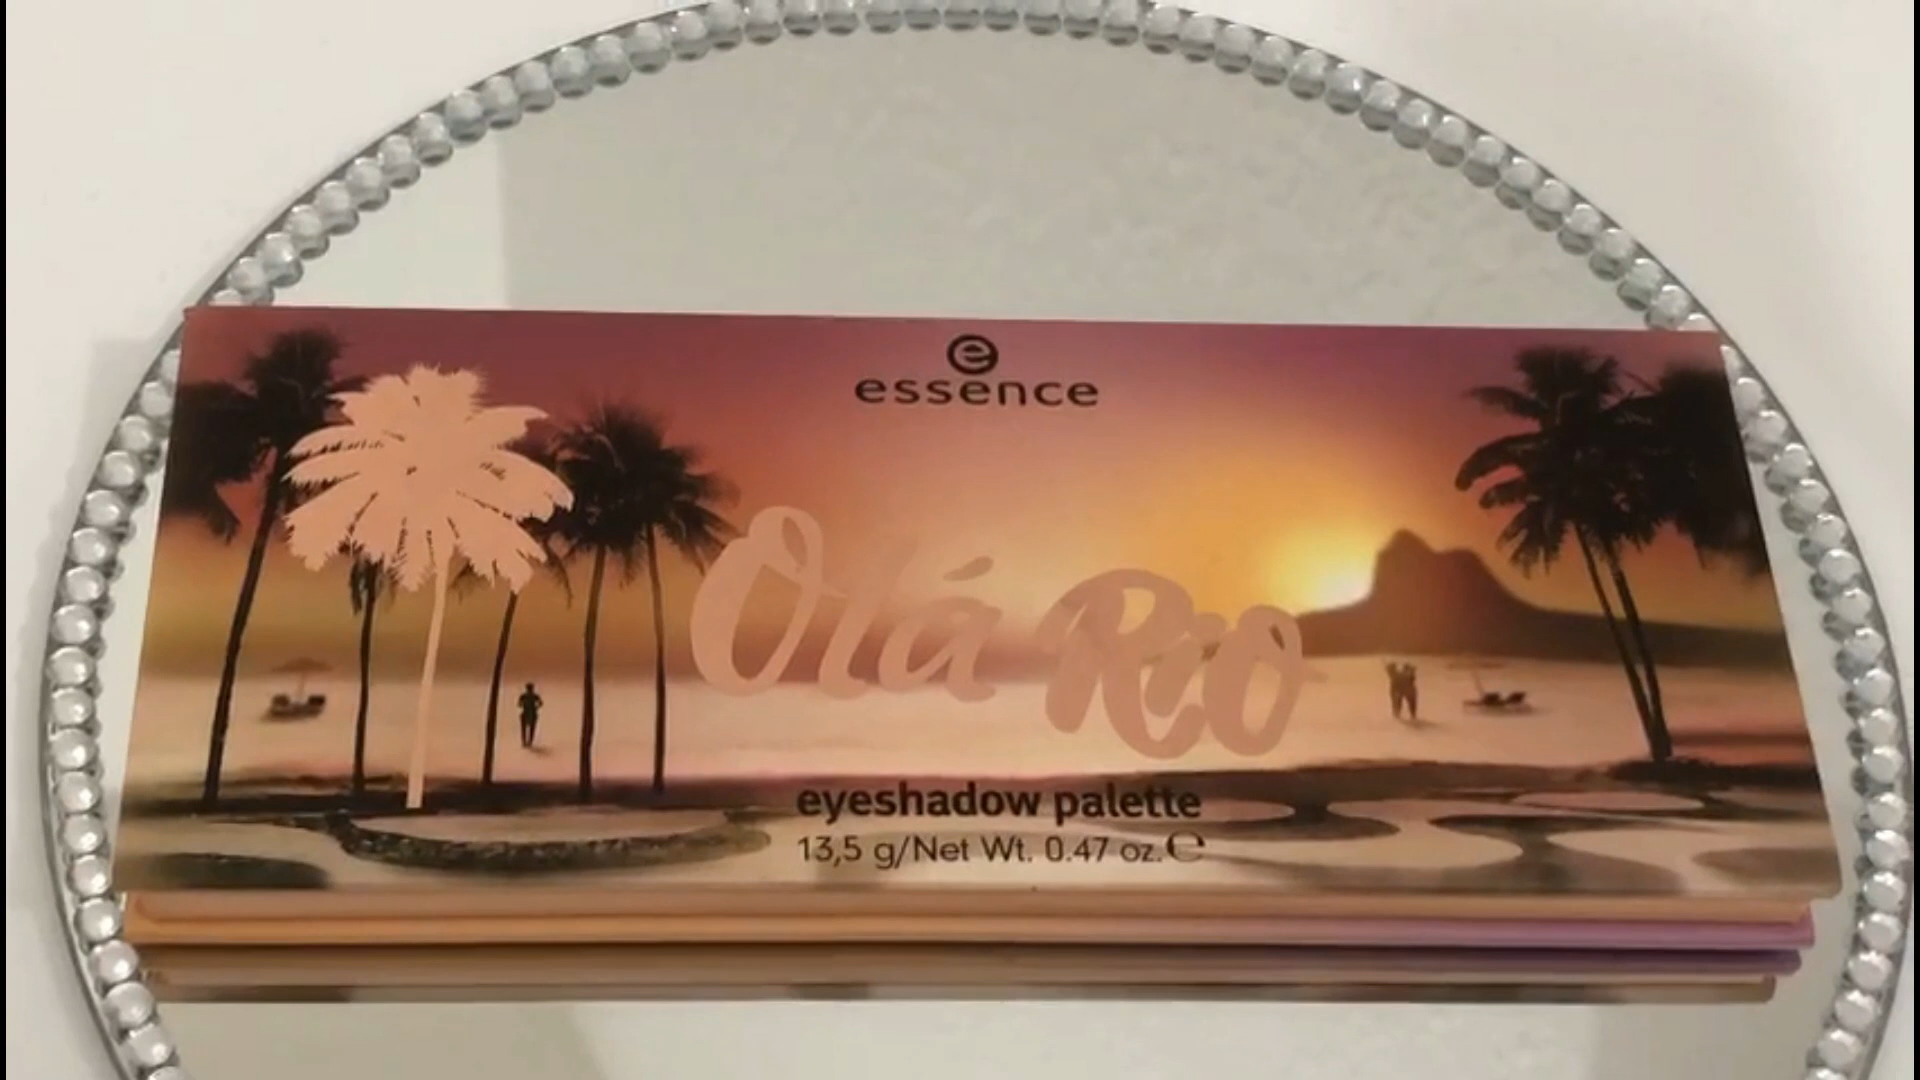 e
essence
Olá Rio
eyeshadow palette
13,5 g/Net Wt. 0.47 oz.℮